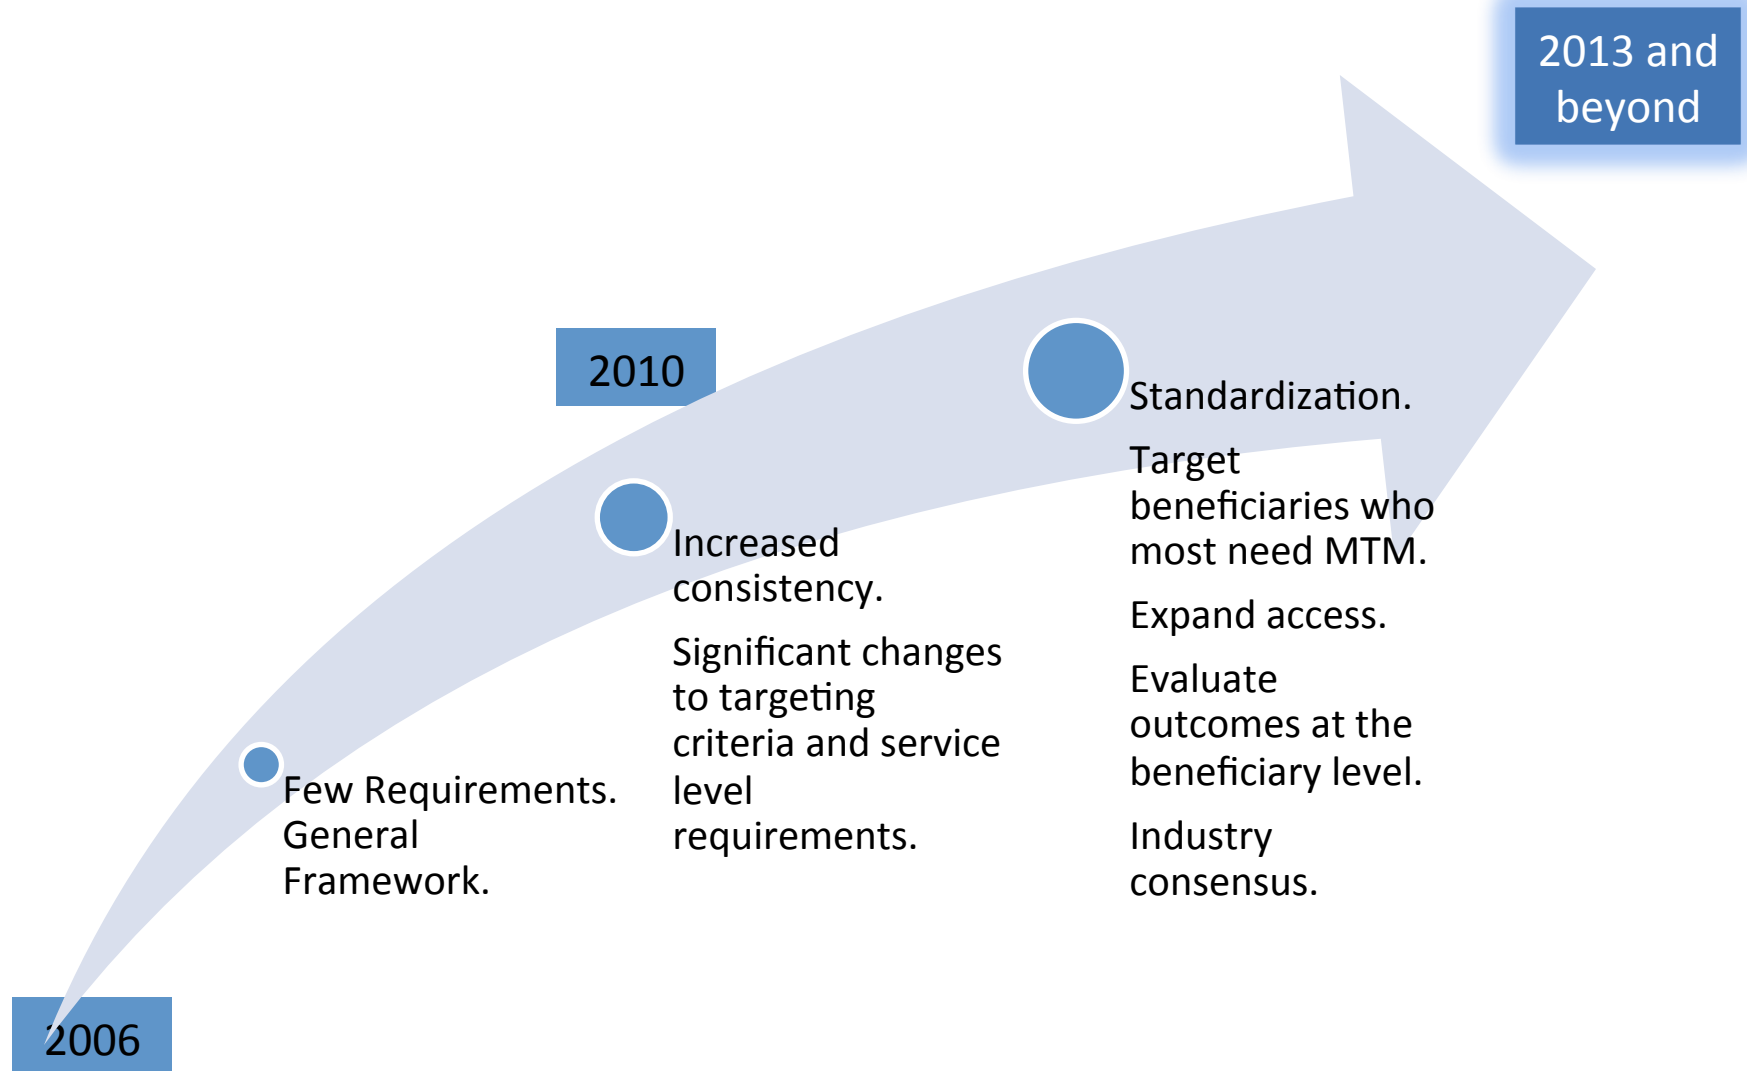 2013 and
beyond
2010
Standardization.
Target
beneficiaries who
most need MTM.
Expand access.
Evaluate
outcomes at the
beneficiary level.
Industry
consensus.
Increased
consistency.
Significant changes
to targeting
criteria and service
level
requirements.
Few Requirements.
General
Framework.
2006